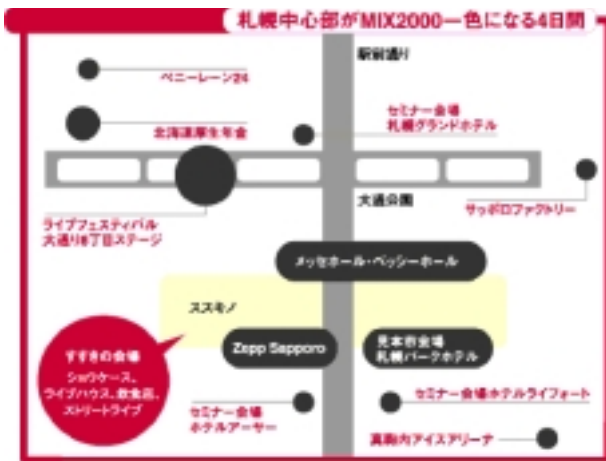 札幌中心部がMIX2000一色になる4日間
駅前通り
ペニーレーン24
セミナー会場
札幌グランドホテル
北海道厚生年金
大通公園
サッポロファクトリー
ライブフェスティバル
大通り8丁目ステージ
メッセホール・ペッシーホール
ススキノ
Zepp Sapporo
見本市会場
札幌パークホテル
すすきの会場
ショウケース、
ライブハウス、飲食店、
ストリートライブ
セミナー会場
ホテルアーサー
セミナー会場ホテルライフォート
真駒内アイスアリーナ